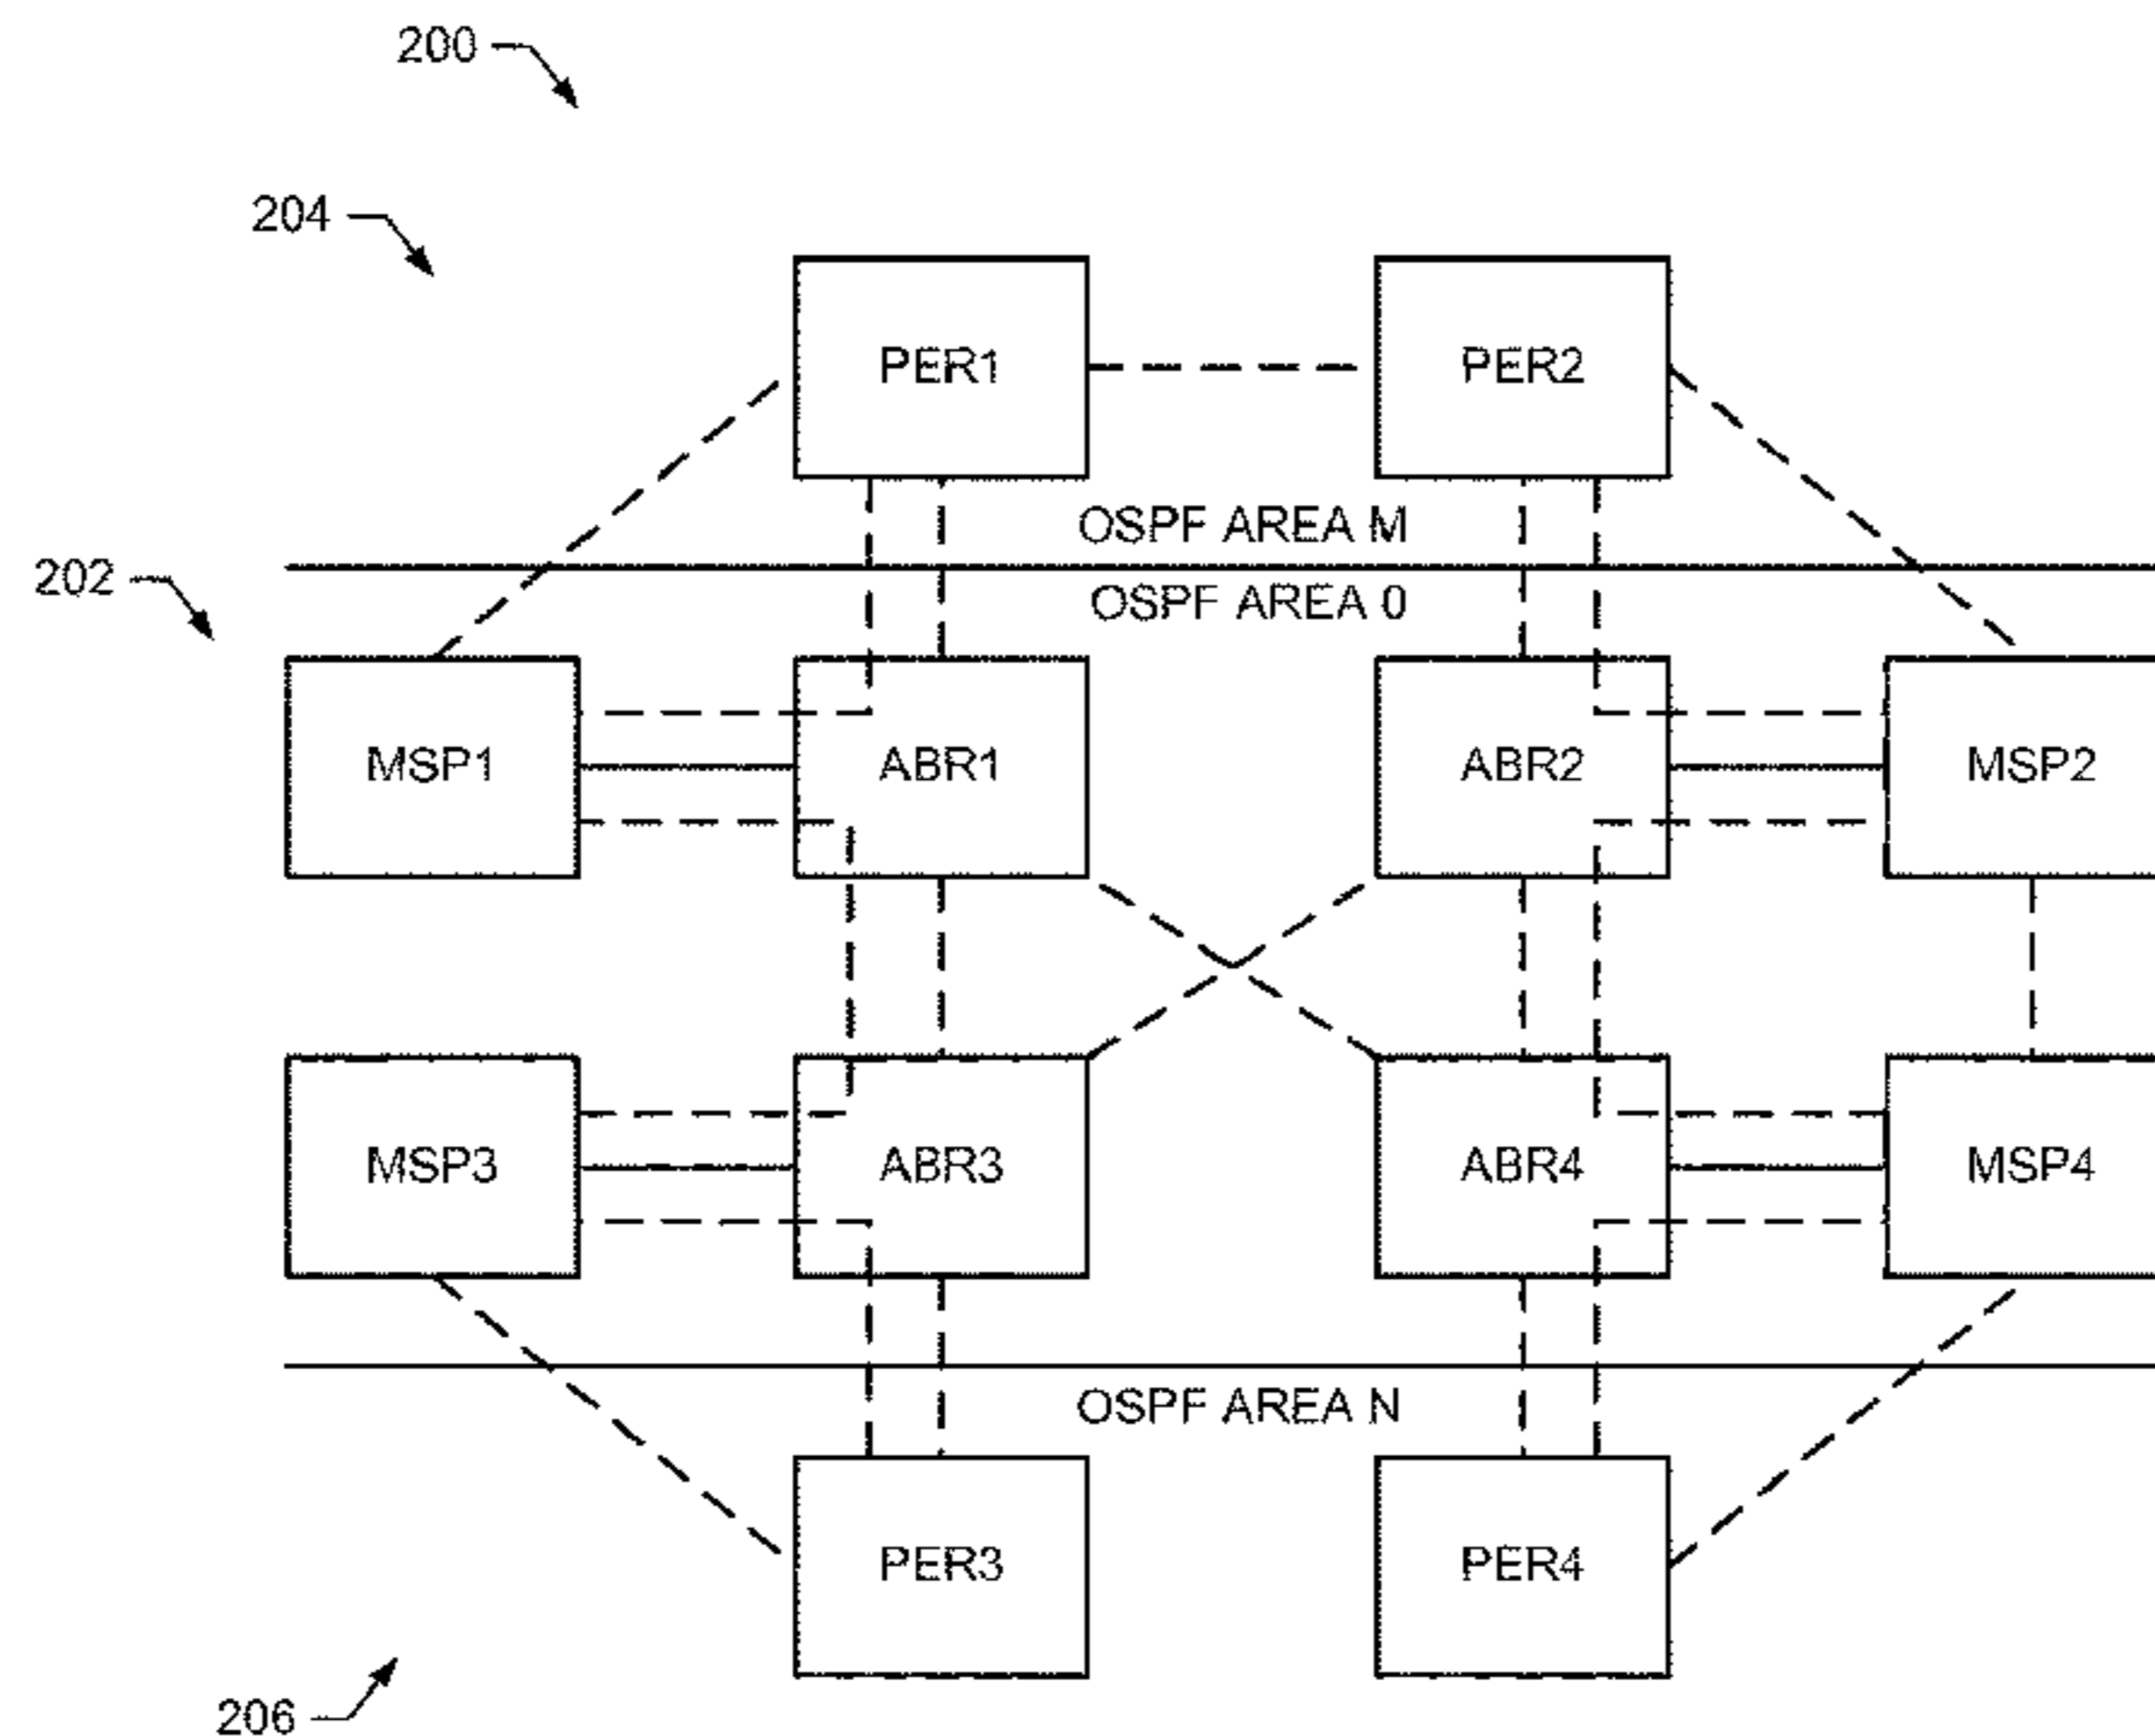 200
204
PER1 PER2
OSPF AREA M
202
OSPF AREA 0
MSP1 ABR1 ABR2 MSP2
MSP3 ABR3 ABR4 MSP4
OSPF AREA N
PER3 PER4
206